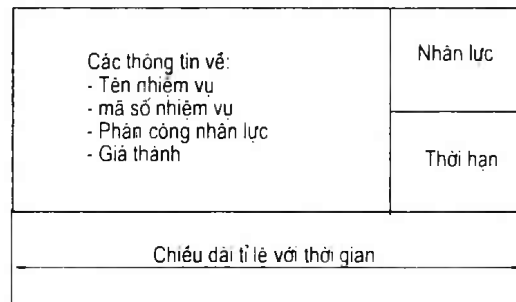 Các thông tin về:
- Tên nhiệm vụ
- mã số nhiệm vụ
- Phân công nhân lực
- Giá thành
Nhân lực
Thời hạn
Chiều dài tỉ lệ với thời gian